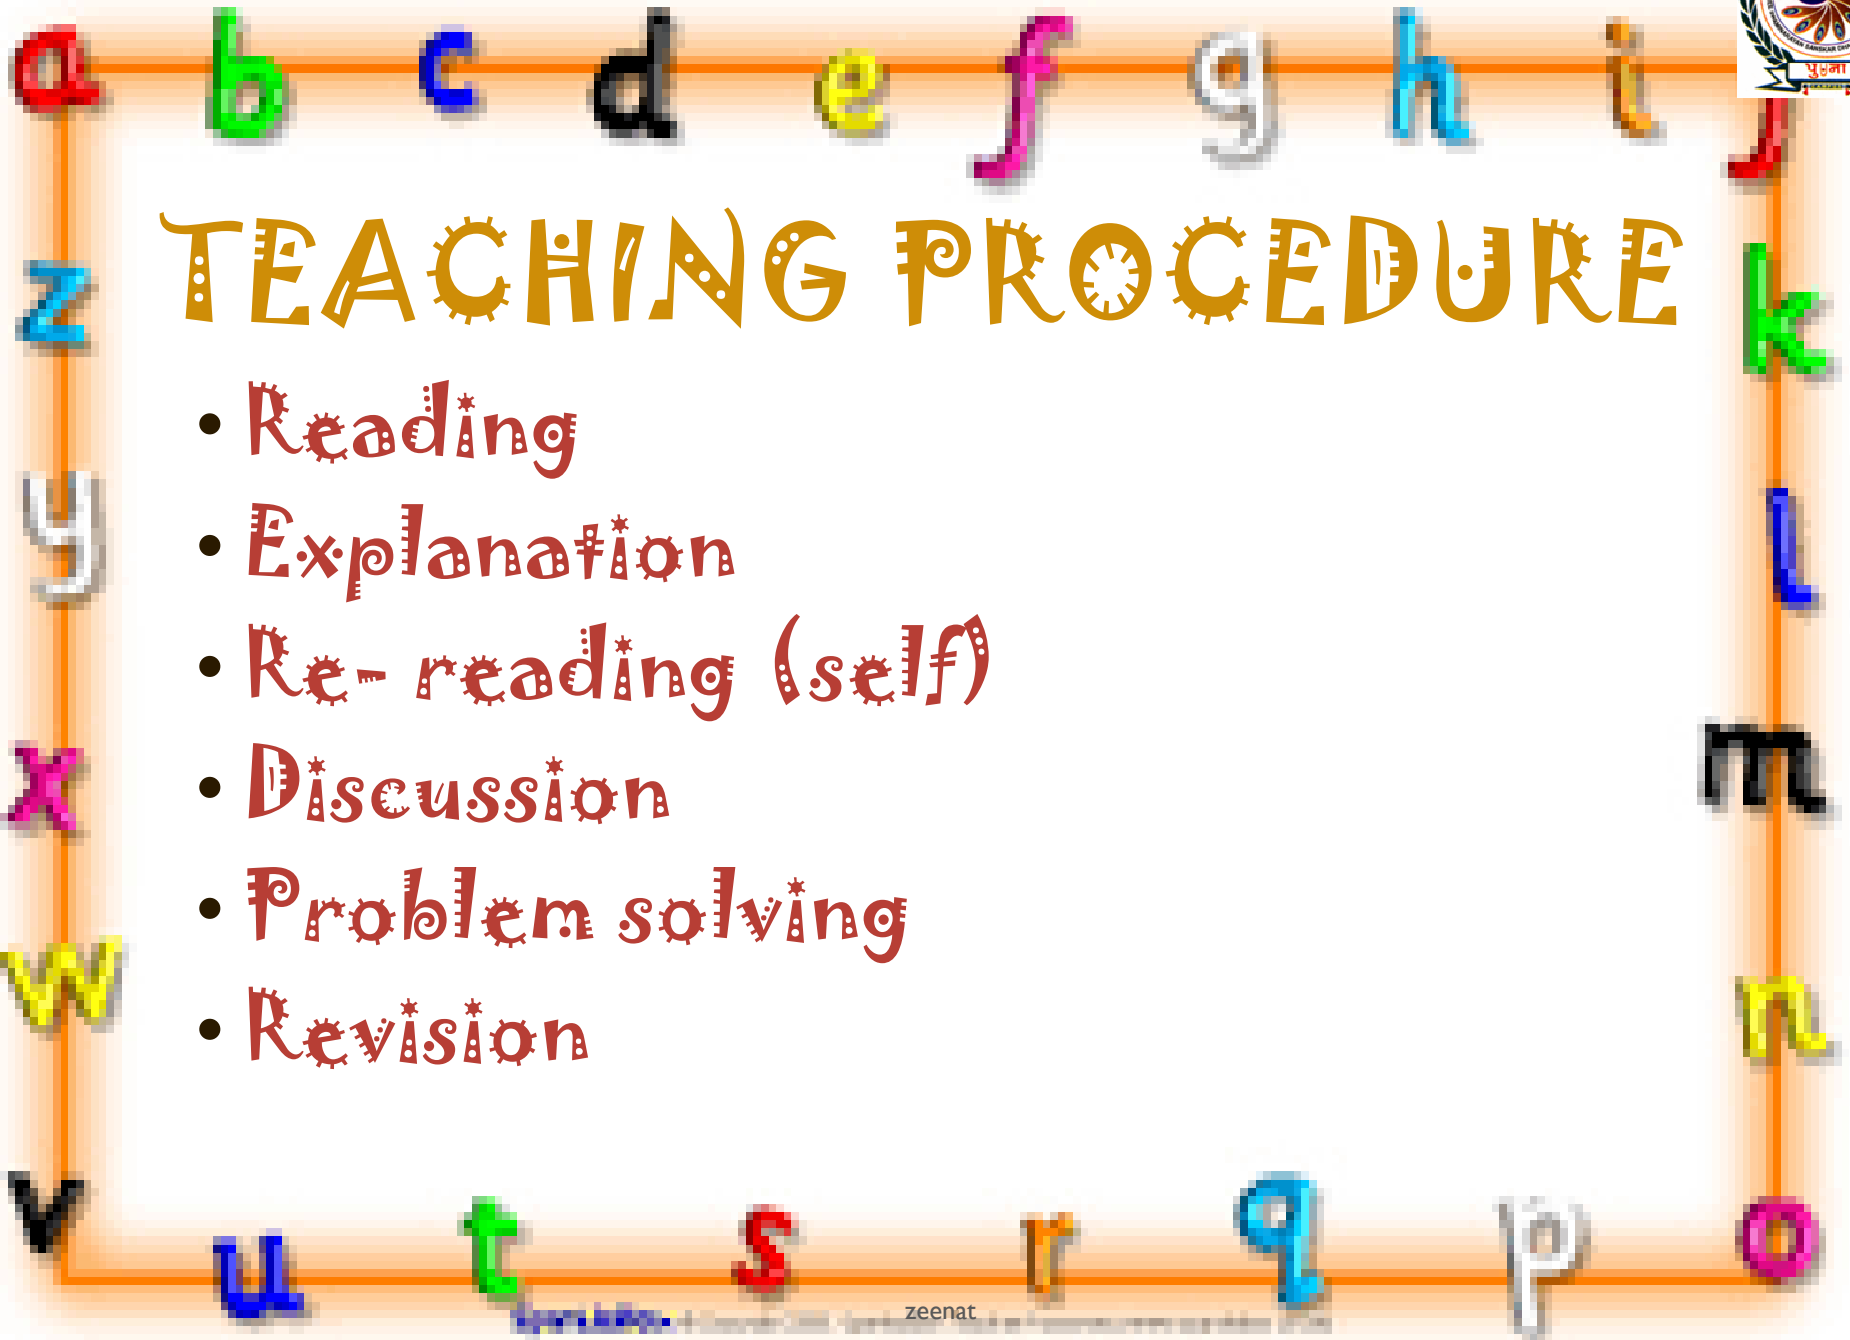 a b c d e f g h i j
TEACHING PROCEDURE
• Reading
• Explanation
• Re- reading (self)
• Discussion
• Problem solving
• Revision
z k
y l
x m
w n
v u t s r q p o
zeenat